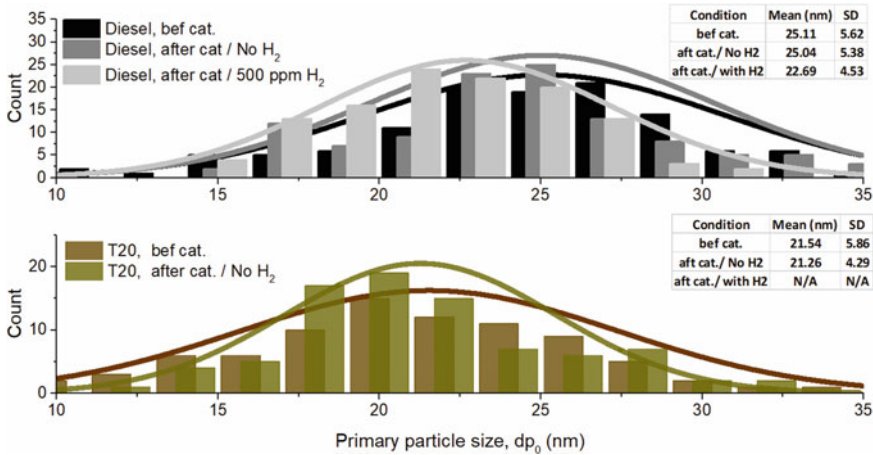 Diesel, bef cat.
Diesel, after cat / No H₂
Diesel, after cat / 500 ppm H₂
Condition Mean (nm) SD
bef cat. 25.11 5.62
aft cat./ No H2 25.04 5.38
aft cat./ with H2 22.69 4.53
35
30
25
20
15
10
5
0
Count
10 15 20 25 30 35
T20, bef cat.
T20, after cat. / No H₂
Condition Mean (nm) SD
bef cat. 21.54 5.86
aft cat./ No H2 21.26 4.29
aft cat./ with H2 N/A N/A
20
10
0
Count
10 15 20 25 30 35
Primary particle size, dp₀ (nm)